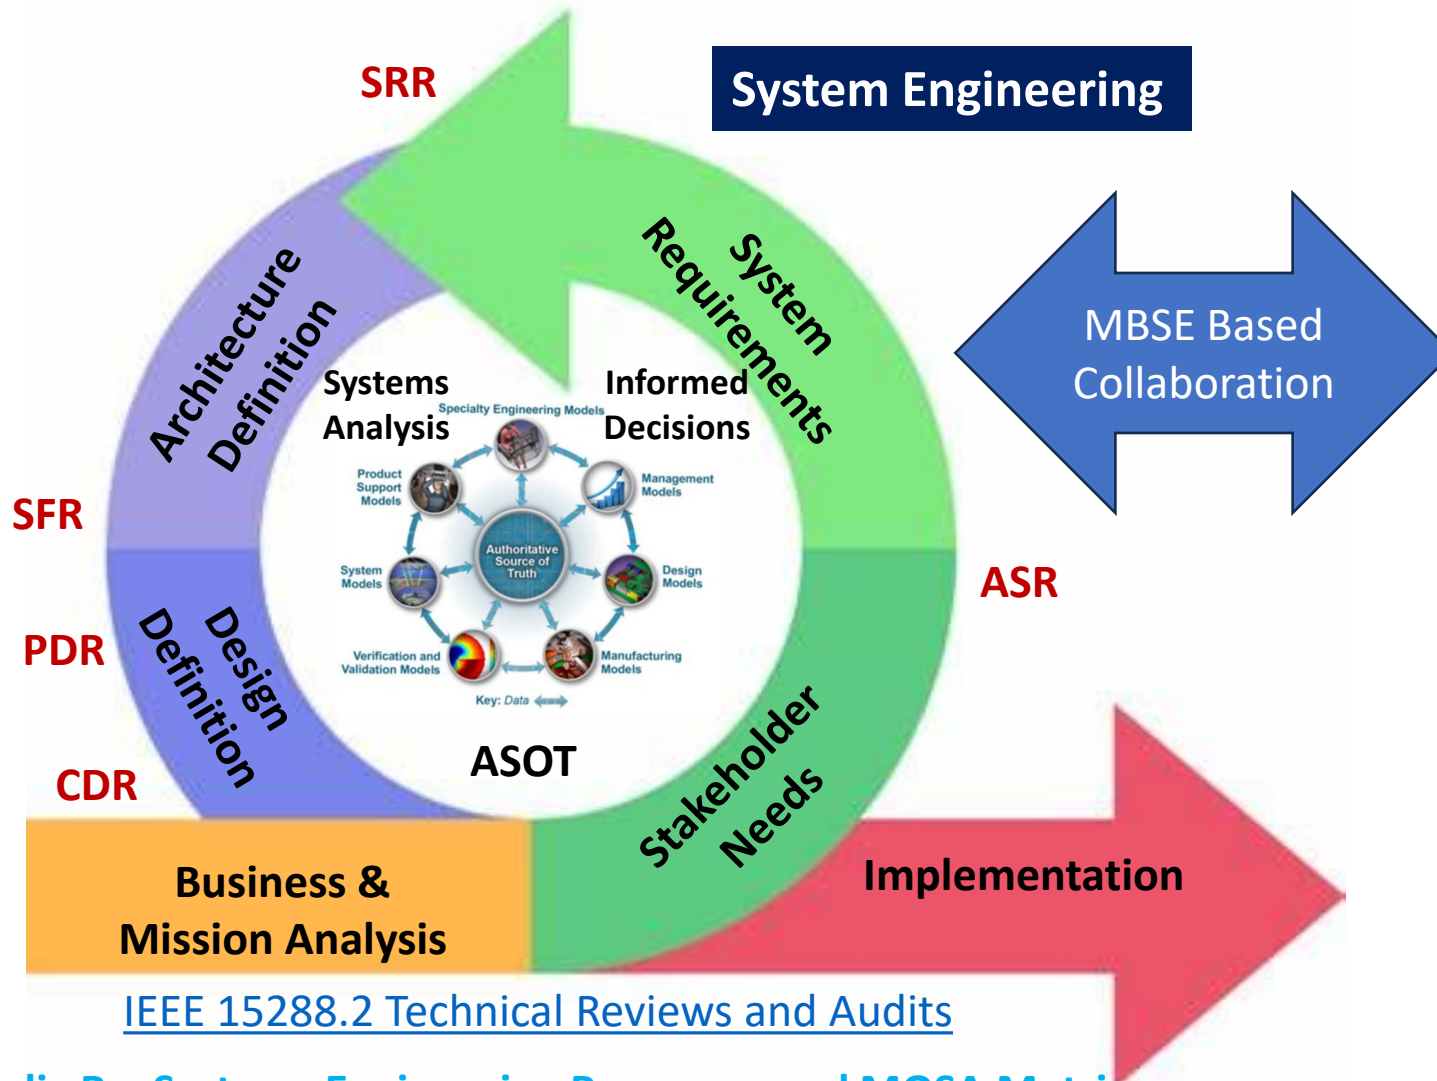 SRR
System Engineering
System
Requirements
Architecture
Definition
MBSE Based
Collaboration
Systems
Analysis
Informed
Decisions
Specialty Engineering Models
Product
Support
Models
Management
Models
Authoritative
Source of
Truth
System
Models
Design
Models
Verification and
Validation Models
Manufacturing
Models
Key: Data
SFR
ASR
PDR
Design
Definition
CDR
ASOT
Stakeholder
Needs
Business &
Mission Analysis
Implementation
IEEE 15288.2 Technical Reviews and Audits